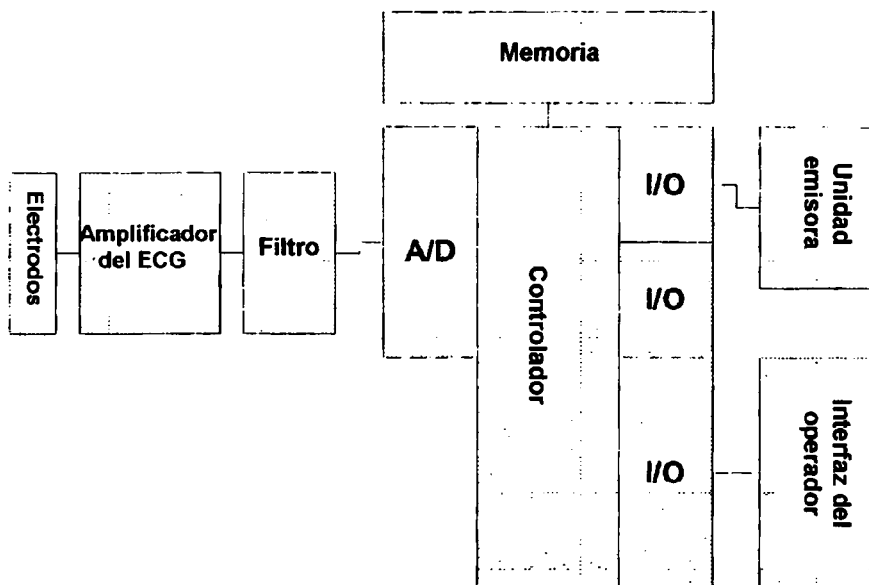 Memoria
Electrodos
Amplificador
del ECG
Filtro
A/D
Controlador
I/O
I/O
I/O
Unidad
emisora
Interfaz del
operador